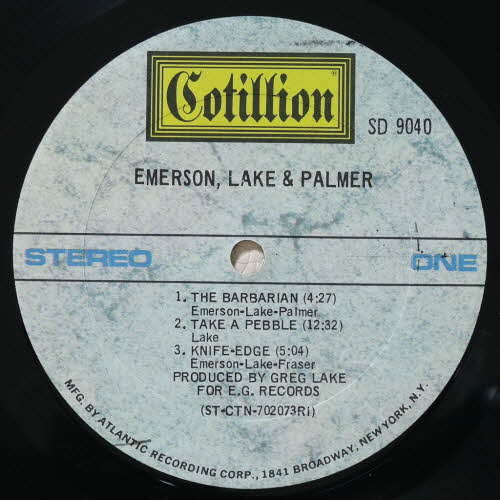 Cotillion®
SD 9040
EMERSON, LAKE & PALMER
STEREO ONE
1. THE BARBARIAN (4:27)
Emerson-Lake-Palmer
2. TAKE A PEBBLE (12:32)
Lake
3. KNIFE-EDGE (5:04)
Emerson-Lake-Fraser
PRODUCED BY GREG LAKE
FOR E.G. RECORDS
(ST-CTN-702073RI)
MFG. BY ATLANTIC RECORDING CORP., 1841 BROADWAY, NEW YORK, N.Y.